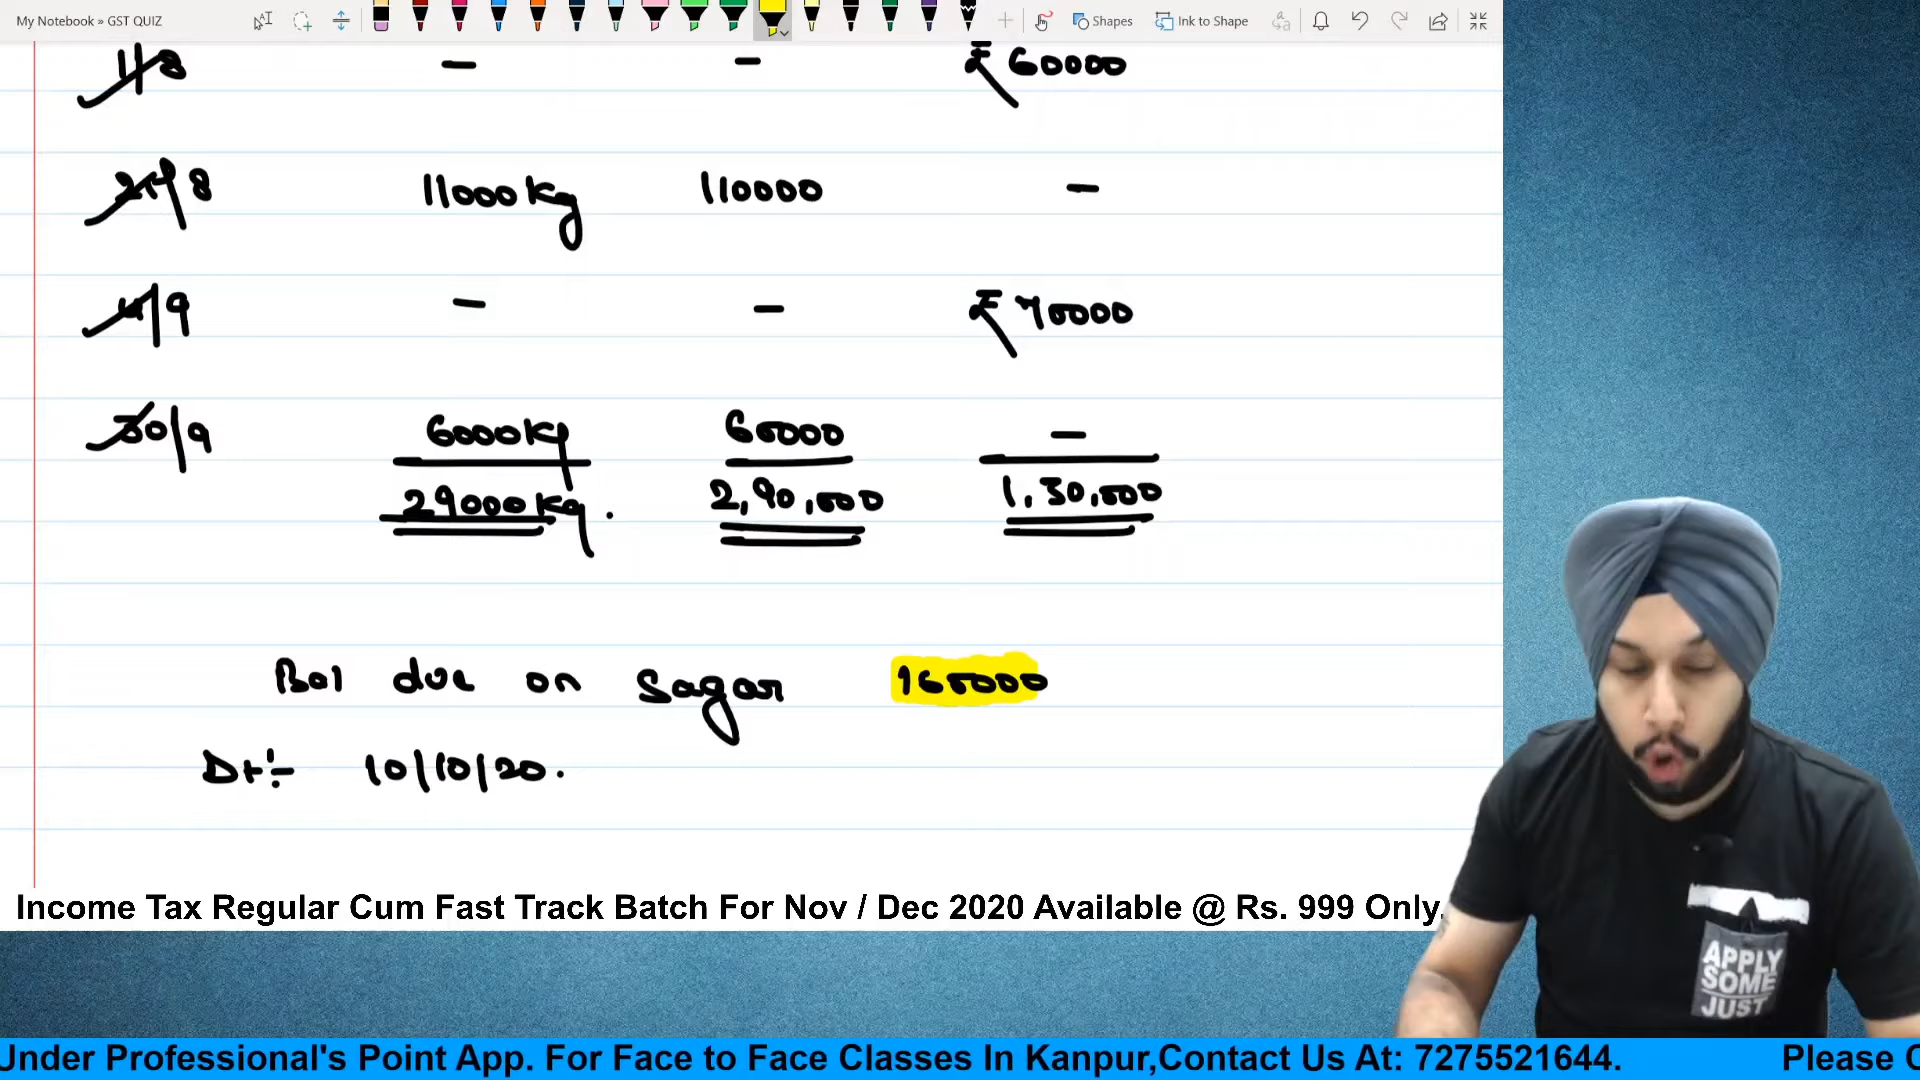 My Notebook » GST QUIZ Shapes Ink to Shape
1/8 – – ₹ 60000
21/8 11000 Kg 110000 –
4/9 – – ₹ 70000
30/9 6000 Kg 60000 –
29000 Kg. 2,90,000 1,30,000
Bal due on Sagar 160000
Dt:- 10/10/20.
Income Tax Regular Cum Fast Track Batch For Nov / Dec 2020 Available @ Rs. 999 Only.
APPLY
SOME
JUST
Under Professional's Point App. For Face to Face Classes In Kanpur,Contact Us At: 7275521644. Please